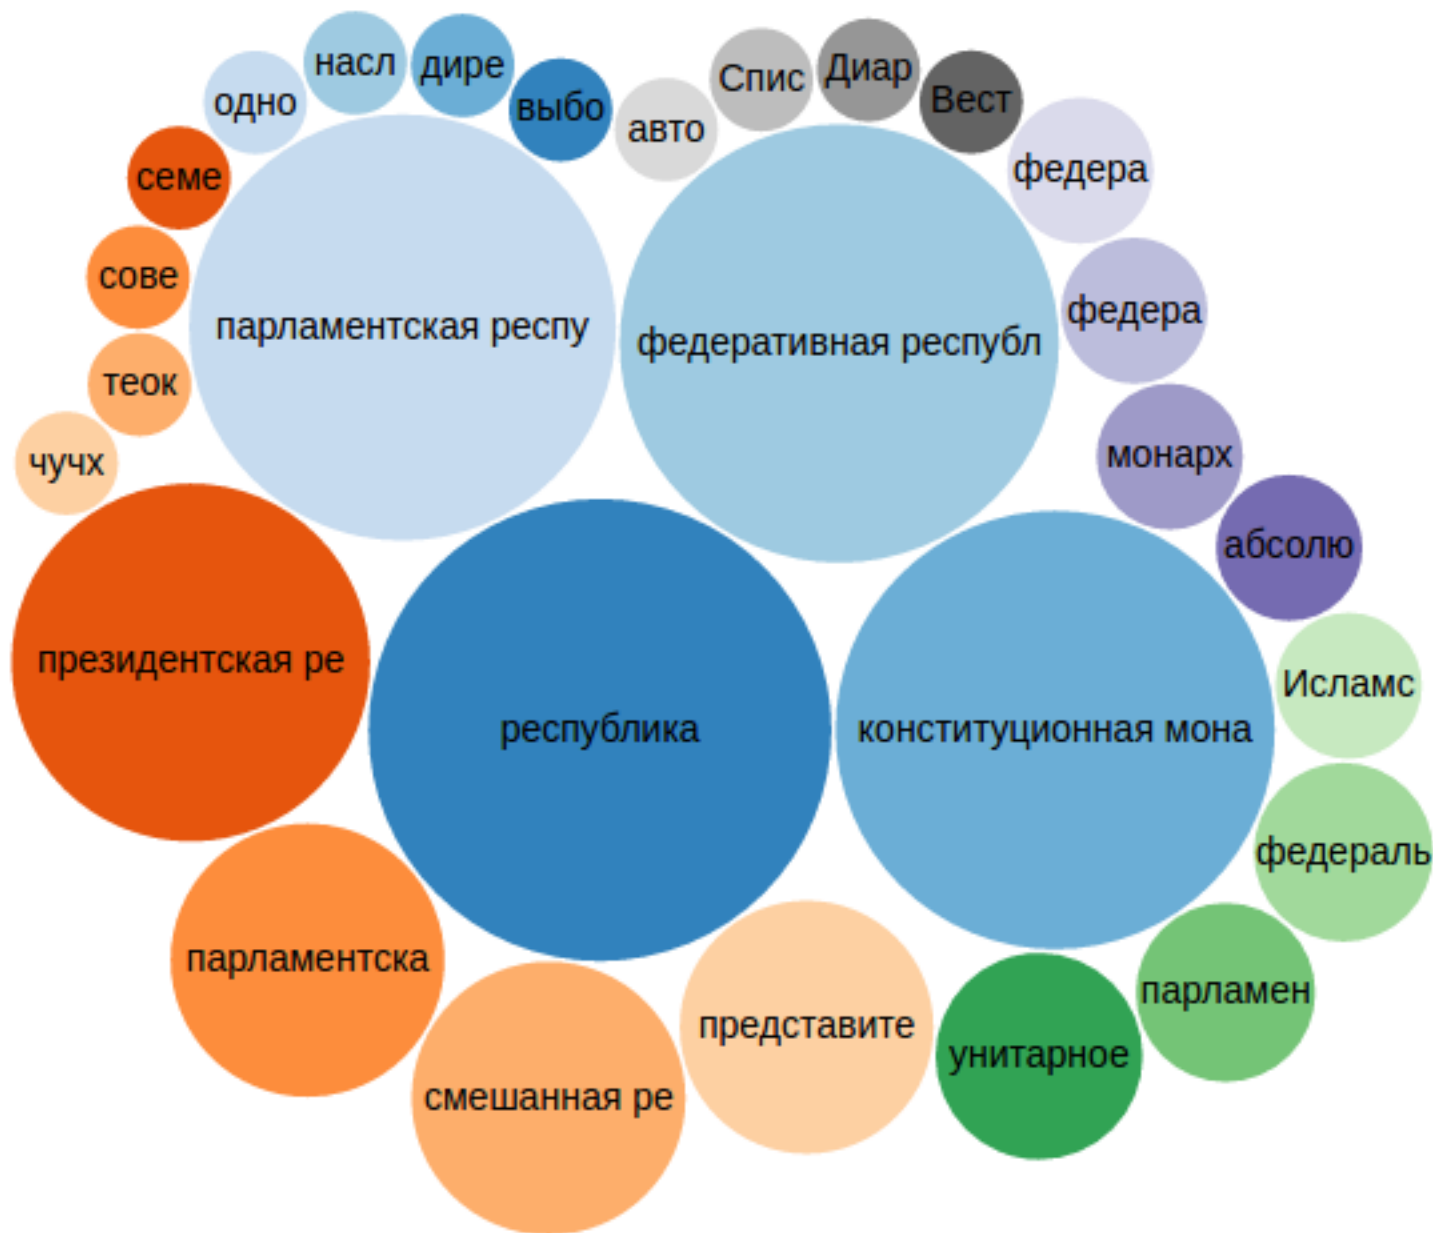 насл
дире
Спис
Диар
одно
выбо
авто
Вест
семе
федера
сове
парламентская респу
федеративная республ
федера
теок
чучх
монарх
абсолю
президентская ре
республика
конституционная мона
Исламс
федераль
парламентска
парламен
представите
унитарное
смешанная ре